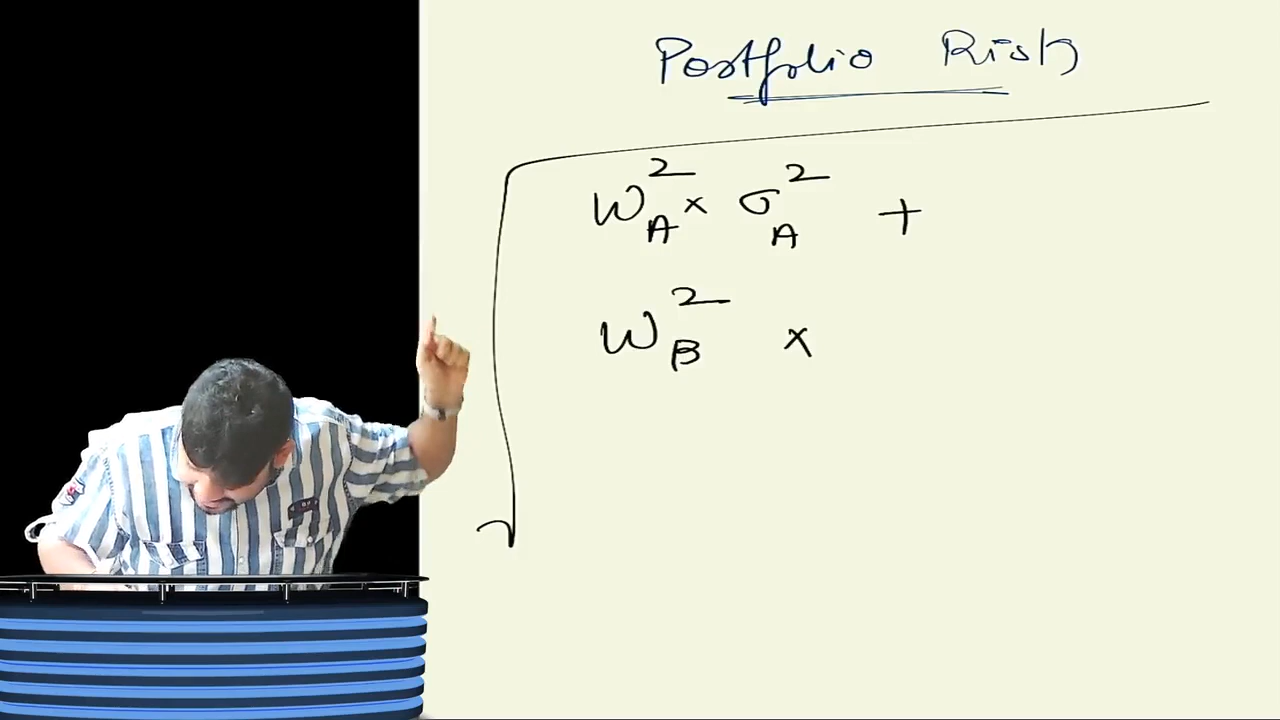 Portfolio Risk
W_A^2 × σ_A^2 +
W_B^2 ×